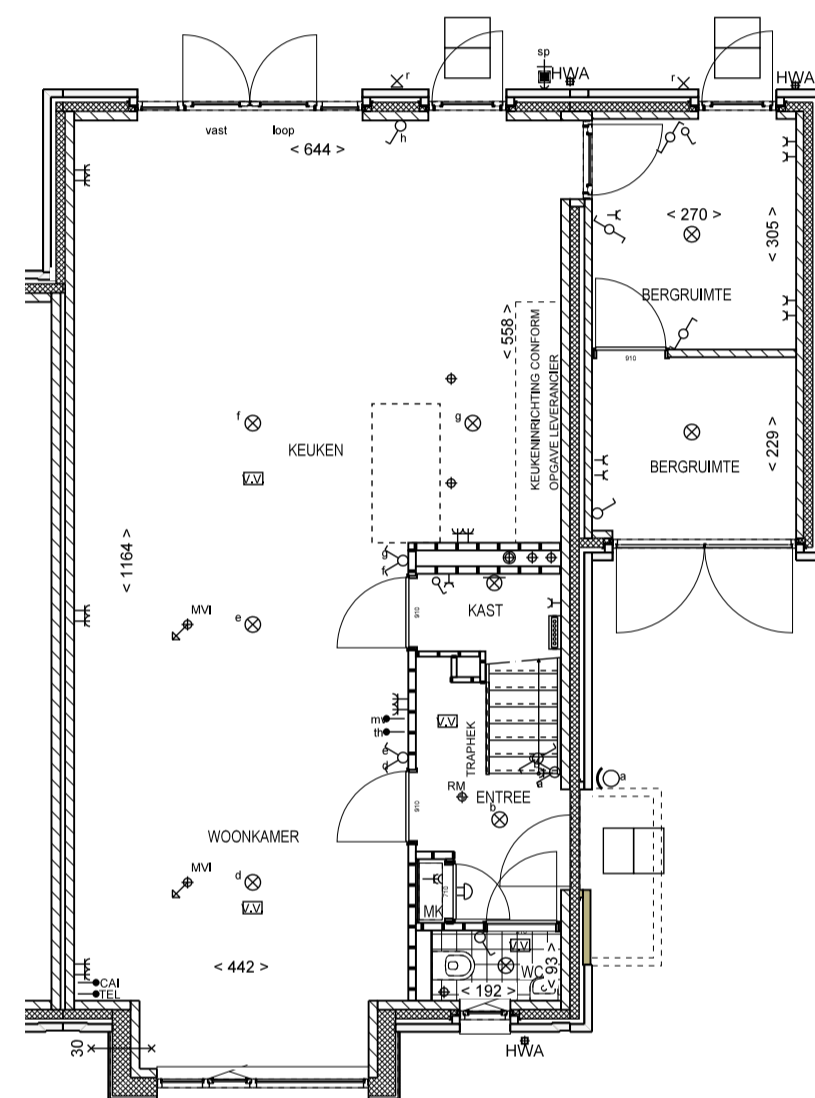 sp
r
HWA
r
HWA
vast
loop
h
< 644 >
< 270 >
< 305 >
BERGRUIMTE
< 558 >
KEUKENINRICHTING CONFORM
OPGAVE LEVERANCIER
910
f
g
KEUKEN
V.V.
BERGRUIMTE
< 229 >
< 1164 >
g
f
910
KAST
MVI
e
mv
th
V.V.
TRAPHEK
e
RM
ENTREE
b
a
a
910
WOONKAMER
MVI
d
V.V.
MK
710
V.V.
WC
< 93 >
< 442 >
< 192 >
CAI
TEL
30
HWA